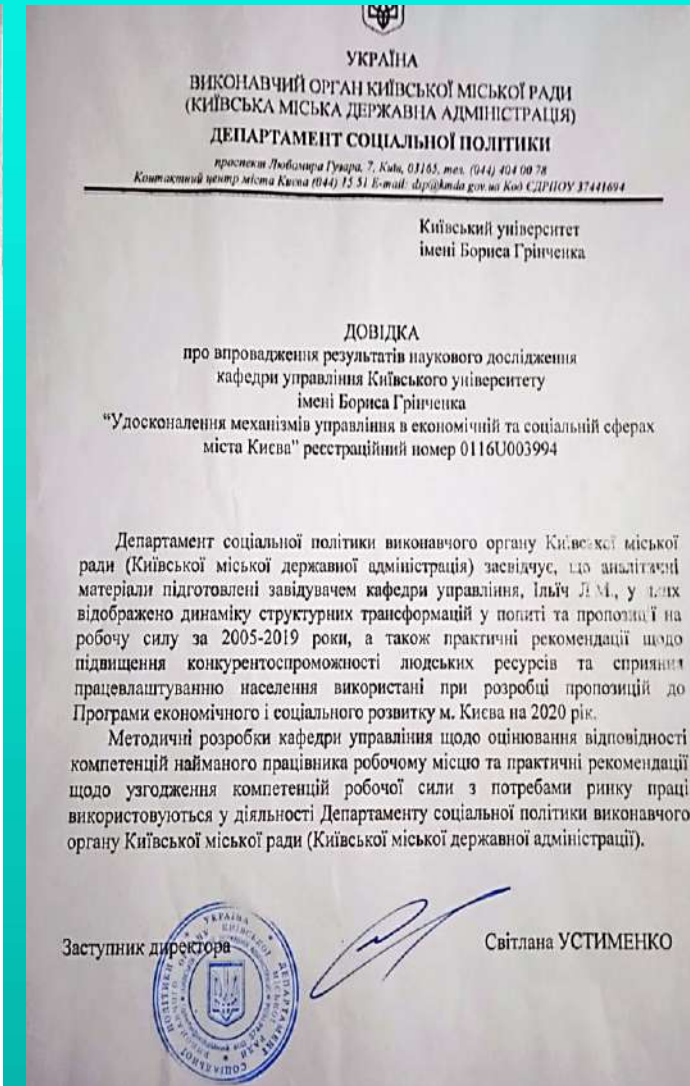 УКРАЇНА
ВИКОНАВЧИЙ ОРГАН КИЇВСЬКОЇ МІСЬКОЇ РАДИ
(КИЇВСЬКА МІСЬКА ДЕРЖАВНА АДМІНІСТРАЦІЯ)
ДЕПАРТАМЕНТ СОЦІАЛЬНОЇ ПОЛІТИКИ
проспект Любомира Гузара, 7, Київ, 03165, тел. (044) 404 00 78
Контактний центр міста Києва (044) 15 51 E-mail: dsp@kmda.gov.ua Код ЄДРПОУ 37441694
Київський університет
імені Бориса Грінченка
ДОВІДКА
про впровадження результатів наукового дослідження
кафедри управління Київського університету
імені Бориса Грінченка
“Удосконалення механізмів управління в економічній та соціальній сферах
міста Києва" реєстраційний номер 0116U003994
Департамент соціальної політики виконавчого органу Київської міської
ради (Київської міської державної адміністрація) засвідчує, що аналітичні
матеріали підготовлені завідувачем кафедри управління, Ільїч Л.М., у яких
відображено динаміку структурних трансформацій у попиті та пропозиції на
робочу силу за 2005-2019 роки, а також практичні рекомендації щодо
підвищення конкурентоспроможності людських ресурсів та сприяння
працевлаштуванню населення використані при розробці пропозицій до
Програми економічного і соціального розвитку м. Києва на 2020 рік.
Методичні розробки кафедри управління щодо оцінювання відповідності
компетенцій найманого працівника робочому місцю та практичні рекомендації
щодо узгодження компетенцій робочої сили з потребами ринку праці
використовуються у діяльності Департаменту соціальної політики виконавчого
органу Київської міської ради (Київської міської державної адміністрації).
Заступник директора
Світлана УСТИМЕНКО
УКРАЇНА
ДЕПАРТАМЕНТ СОЦІАЛЬНОЇ ПОЛІТИКИ